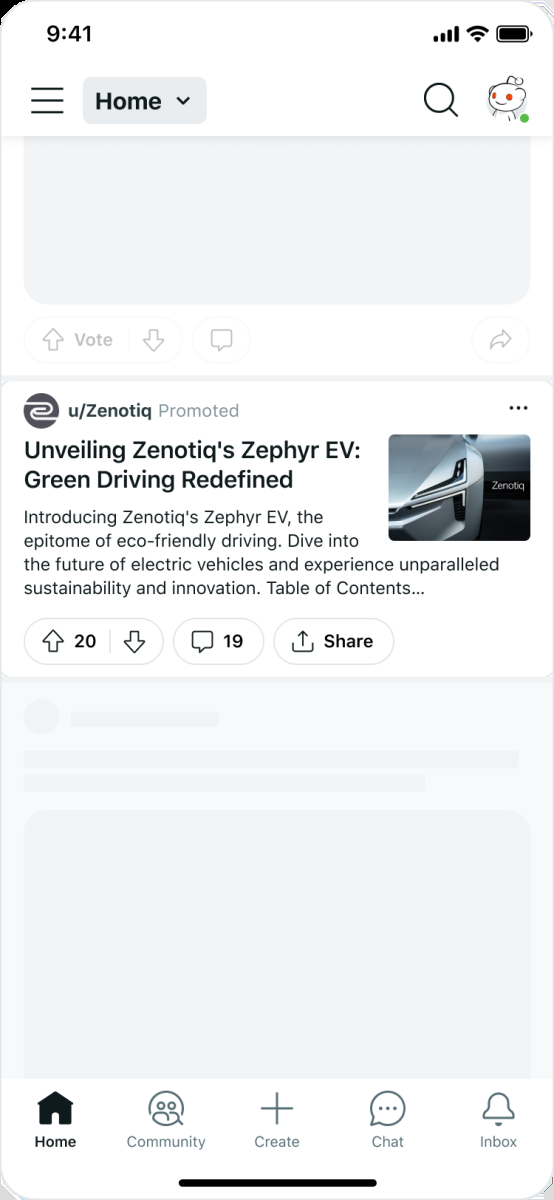 9:41
Home
Vote
u/Zenotiq Promoted
Unveiling Zenotiq's Zephyr EV:
Green Driving Redefined
Zenotiq
Introducing Zenotiq's Zephyr EV, the
epitome of eco-friendly driving. Dive into
the future of electric vehicles and experience unparalleled
sustainability and innovation. Table of Contents...
20
19
Share
Home
Community
Create
Chat
Inbox